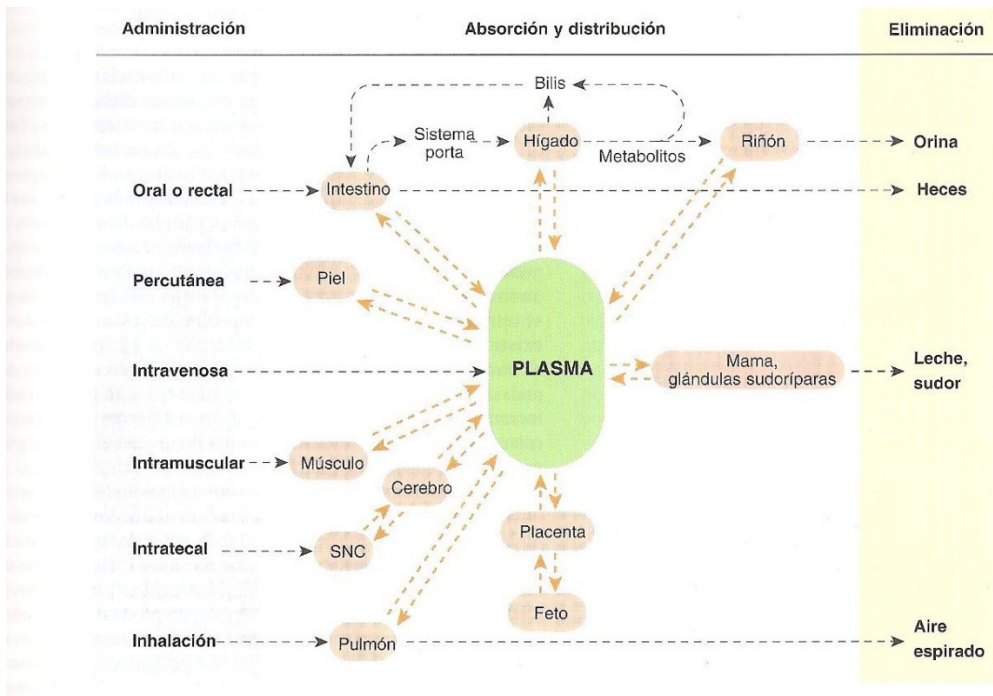 Administración
Absorción y distribución
Eliminación
Bilis
Sistema
porta
Hígado
Metabolitos
Riñón
Orina
Oral o rectal
Intestino
Heces
Percutánea
Piel
Intravenosa
PLASMA
Mama,
glándulas sudoríparas
Leche,
sudor
Intramuscular
Músculo
Cerebro
Placenta
Intratecal
SNC
Feto
Inhalación
Pulmón
Aire
espirado